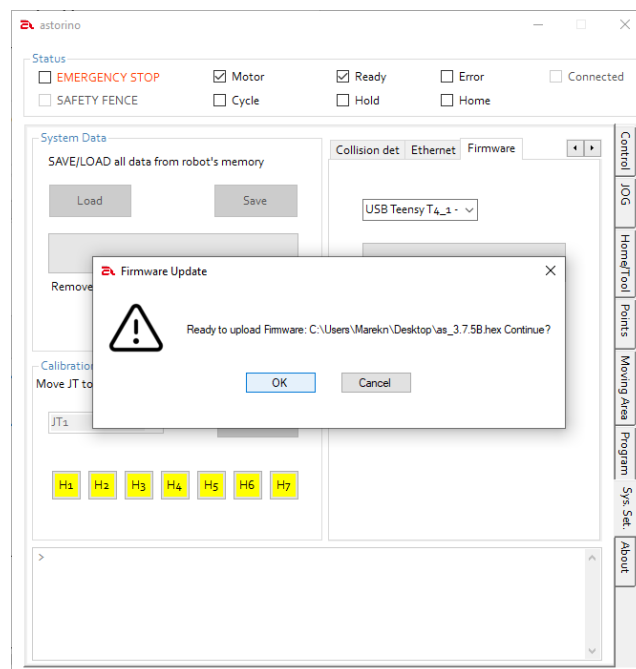 astorino
Status
EMERGENCY STOP
Motor
Ready
Error
Connected
SAFETY FENCE
Cycle
Hold
Home
System Data
SAVE/LOAD all data from robot's memory
Load
Save
Remove
Collision det
Ethernet
Firmware
USB Teensy T4_1 -
Firmware Update
Ready to upload Firmware: C:\Users\Marekn\Desktop\as_3.7.5B.hex Continue?
OK
Cancel
Calibration
Move JT to
JT1
H1
H2
H3
H4
H5
H6
H7
>
Control
JOG
Home/Tool
Points
Moving Area
Program
Sys. Set.
About